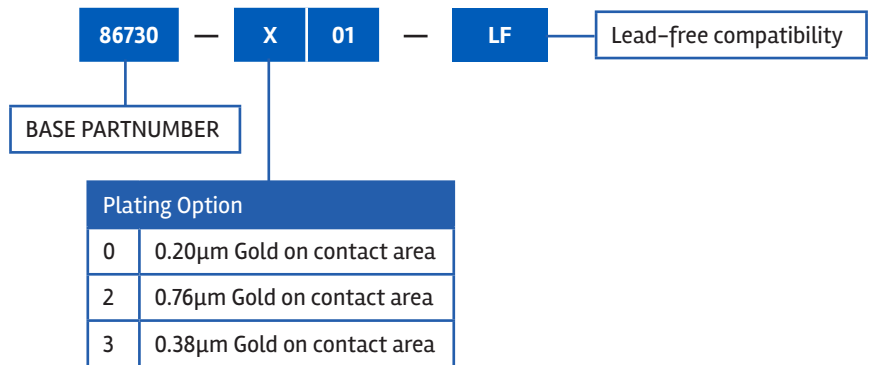 86730 — X 01 — LF Lead-free compatibility
BASE PARTNUMBER
Plating Option
0 0.20μm Gold on contact area
2 0.76μm Gold on contact area
3 0.38μm Gold on contact area